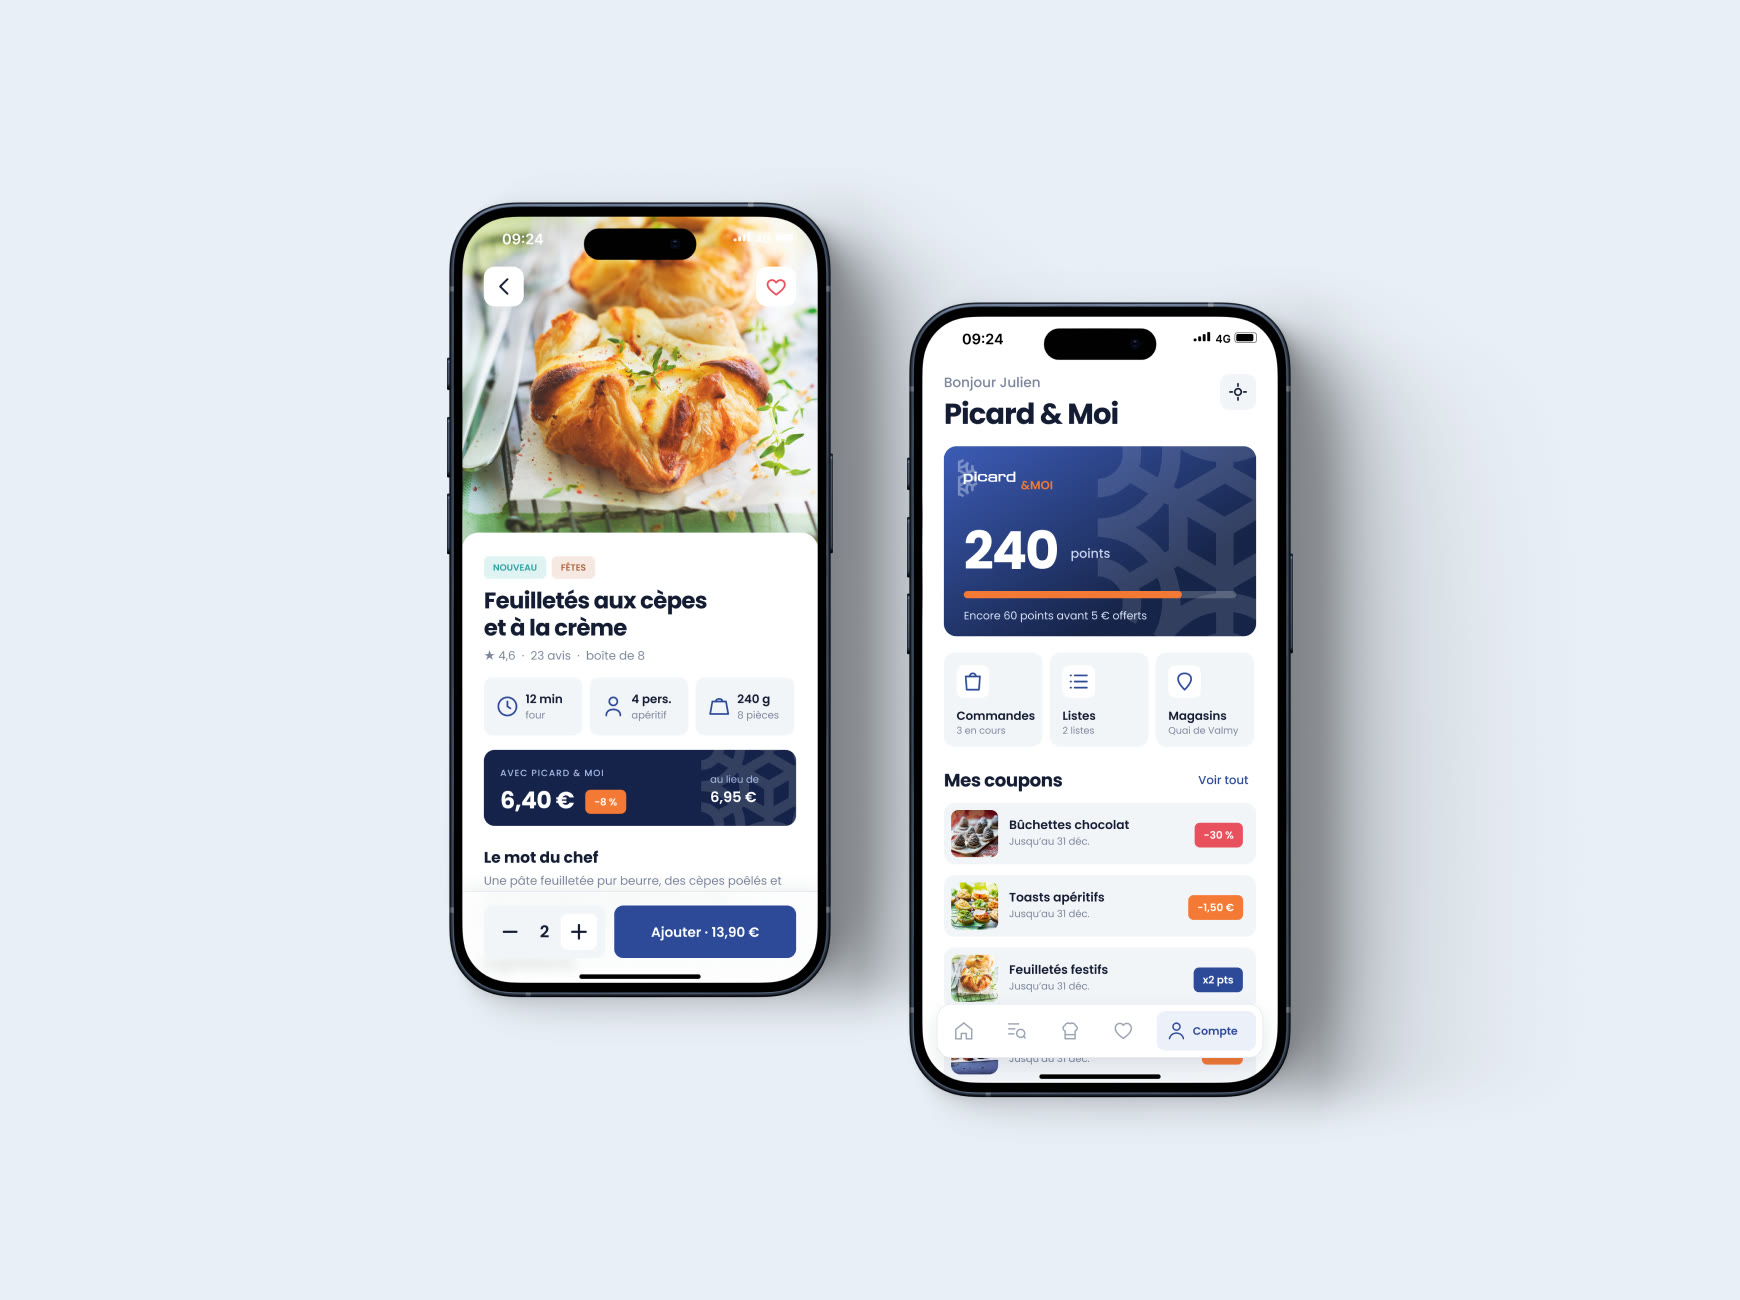 09:24
NOUVEAU
FÊTES
Feuilletés aux cèpes
et à la crème
★ 4,6 · 23 avis · boîte de 8
12 min
four
4 pers.
apéritif
240 g
8 pièces
AVEC PICARD & MOI
6,40 €
-8 %
au lieu de
6,95 €
Le mot du chef
Une pâte feuilletée pur beurre, des cèpes poêlés et
2
Ajouter · 13,90 €
09:24
4G
Bonjour Julien
Picard & Moi
picard
&MOI
240 points
Encore 60 points avant 5 € offerts
Commandes
3 en cours
Listes
2 listes
Magasins
Quai de Valmy
Mes coupons
Voir tout
Bûchettes chocolat
Jusqu'au 31 déc.
-30 %
Toasts apéritifs
Jusqu'au 31 déc.
-1,50 €
Feuilletés festifs
Jusqu'au 31 déc.
x2 pts
Compte
Jusqu'au 31 déc.